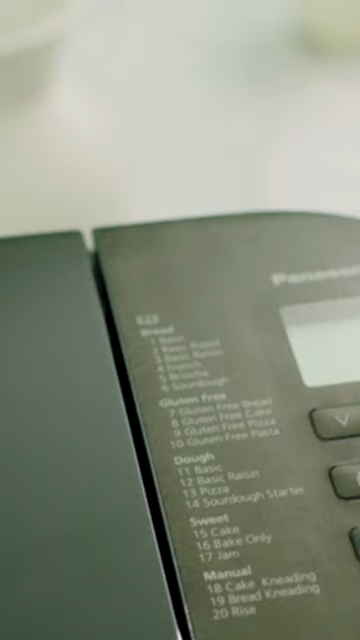 Panasonic
Bread
1 Basic
2 Basic Rapid
3 Basic Raisin
4 French
5 Brioche
6 Sourdough
Gluten Free
7 Gluten Free Bread
8 Gluten Free Cake
9 Gluten Free Pizza
10 Gluten Free Pasta
Dough
11 Basic
12 Basic Raisin
13 Pizza
14 Sourdough Starter
Sweet
15 Cake
16 Bake Only
17 Jam
Manual
18 Cake Kneading
19 Bread Kneading
20 Rise